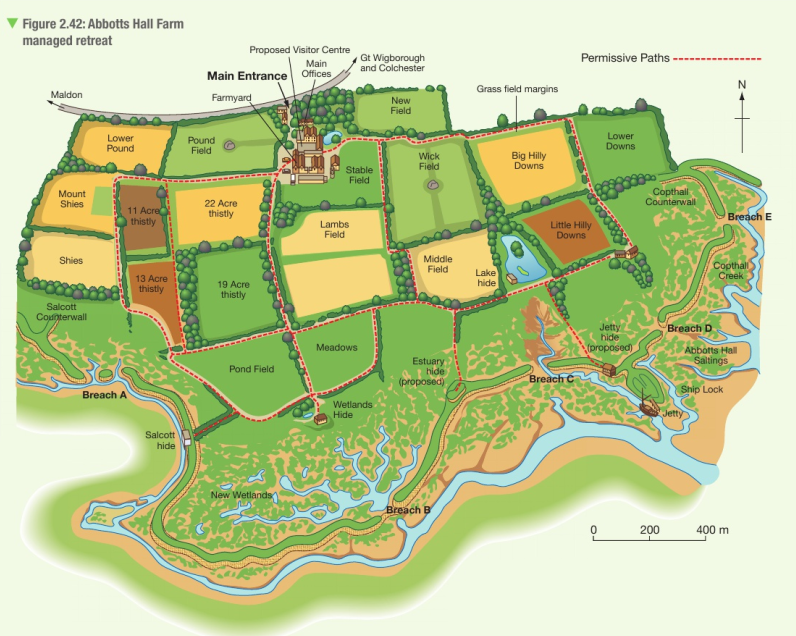 Figure 2.42: Abbotts Hall Farm
managed retreat
Proposed Visitor Centre
Main
Offices
Gt Wigborough
and Colchester
Permissive Paths
Main Entrance
Maldon
Farmyard
Grass field margins
N
New
Field
Lower
Pound
Pound
Field
Stable
Field
Wick
Field
Big Hilly
Downs
Lower
Downs
Mount
Shies
11 Acre
thistly
22 Acre
thistly
Lambs
Field
Little Hilly
Downs
Copthall
Counterwall
Breach E
Shies
13 Acre
thistly
19 Acre
thistly
Middle
Field
Lake
hide
Copthall
Creek
Salcott
Counterwall
Meadows
Pond Field
Estuary
hide
(proposed)
Jetty
hide
(proposed)
Breach D
Abbotts Hall
Saltings
Breach C
Ship Lock
Jetty
Breach A
Salcott
hide
Wetlands
Hide
New Wetlands
Breach B
0 200 400 m